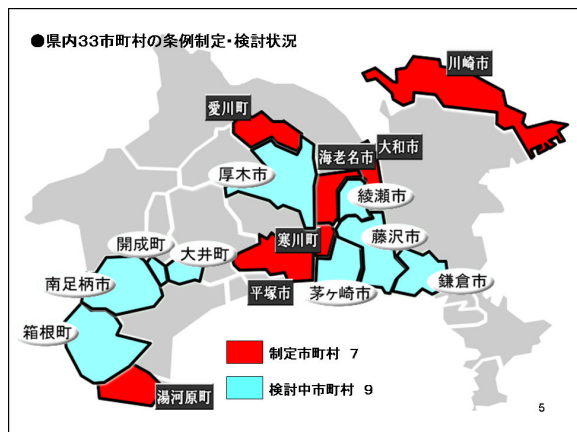 ●県内33市町村の条例制定・検討状況
川崎市
愛川町
海老名市
大和市
厚木市
綾瀬市
寒川町
藤沢市
開成町
大井町
南足柄市
平塚市
茅ヶ崎市
鎌倉市
箱根町
湯河原町
制定市町村 7
検討中市町村 9
5